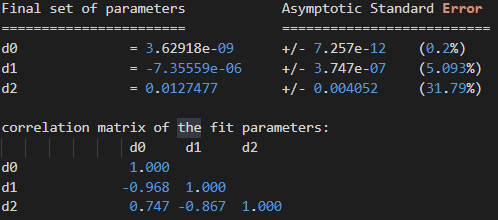 Final set of parameters            Asymptotic Standard Error
=======================            ==========================
d0              = 3.62918e-09      +/- 7.257e-12    (0.2%)
d1              = -7.35559e-06     +/- 3.747e-07    (5.093%)
d2              = 0.0127477        +/- 0.004052     (31.79%)
correlation matrix of the fit parameters:
                d0     d1     d2
d0              1.000
d1             -0.968  1.000
d2              0.747 -0.867  1.000